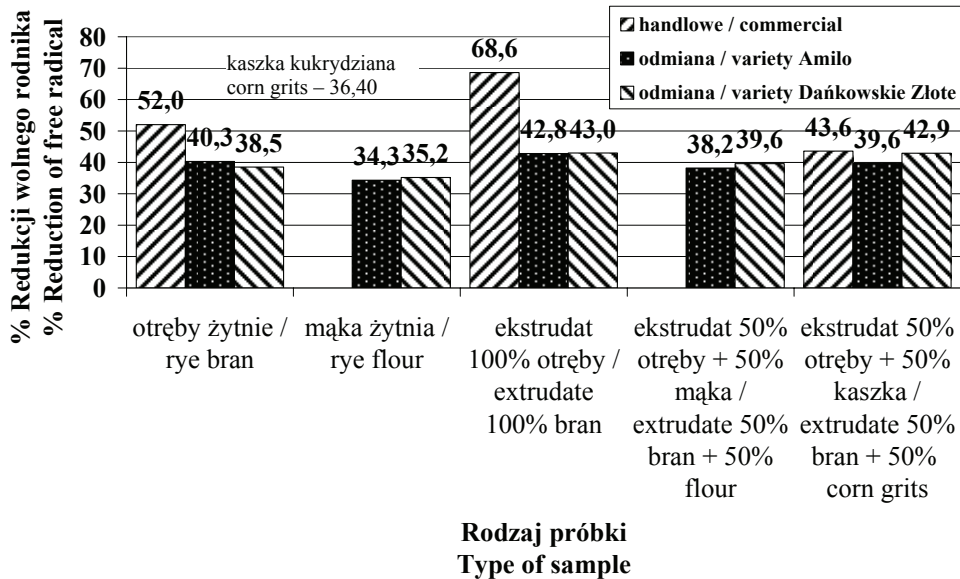 % Redukcji wolnego rodnika
% Reduction of free radical
80
70
60
50
40
30
20
10
0
kaszka kukrydziana
corn grits – 36,40
handlowe / commercial
odmiana / variety Amilo
odmiana / variety Dańkowskie Złote
52,0
40,3
38,5
34,3
35,2
68,6
42,8
43,0
38,2
39,6
43,6
39,6
42,9
otręby żytnie /
rye bran
mąka żytnia /
rye flour
ekstrudat
100% otręby /
extrudate
100% bran
ekstrudat 50%
otręby + 50%
mąka /
extrudate 50%
bran + 50%
flour
ekstrudat 50%
otręby + 50%
kaszka /
extrudate 50%
bran + 50%
corn grits
Rodzaj próbki
Type of sample